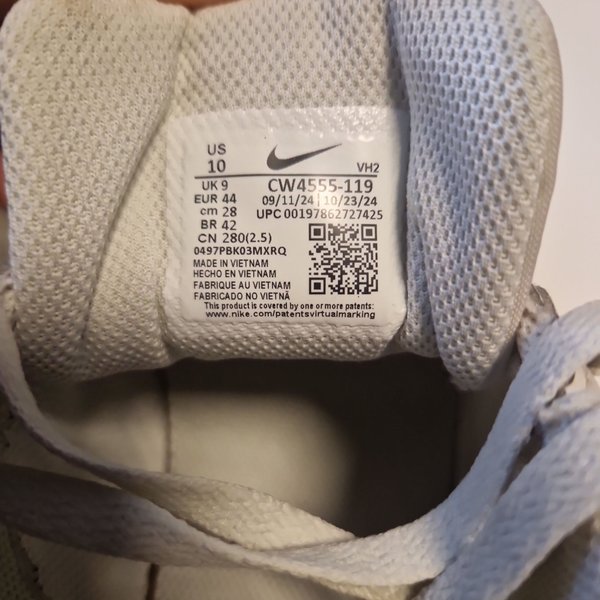 US
10
VH2
UK 9
CW4555-119
EUR 44
09/11/24 10/23/24
cm 28
UPC 00197862727425
BR 42
CN 280(2.5)
0497PBK03MXRQ
MADE IN VIETNAM
HECHO EN VIETNAM
FABRIQUE AU VIETNAM
FABRICADO NO VIETNÃ
This product is covered by one or more patents:
www.nike.com/patentsvirtualmarking